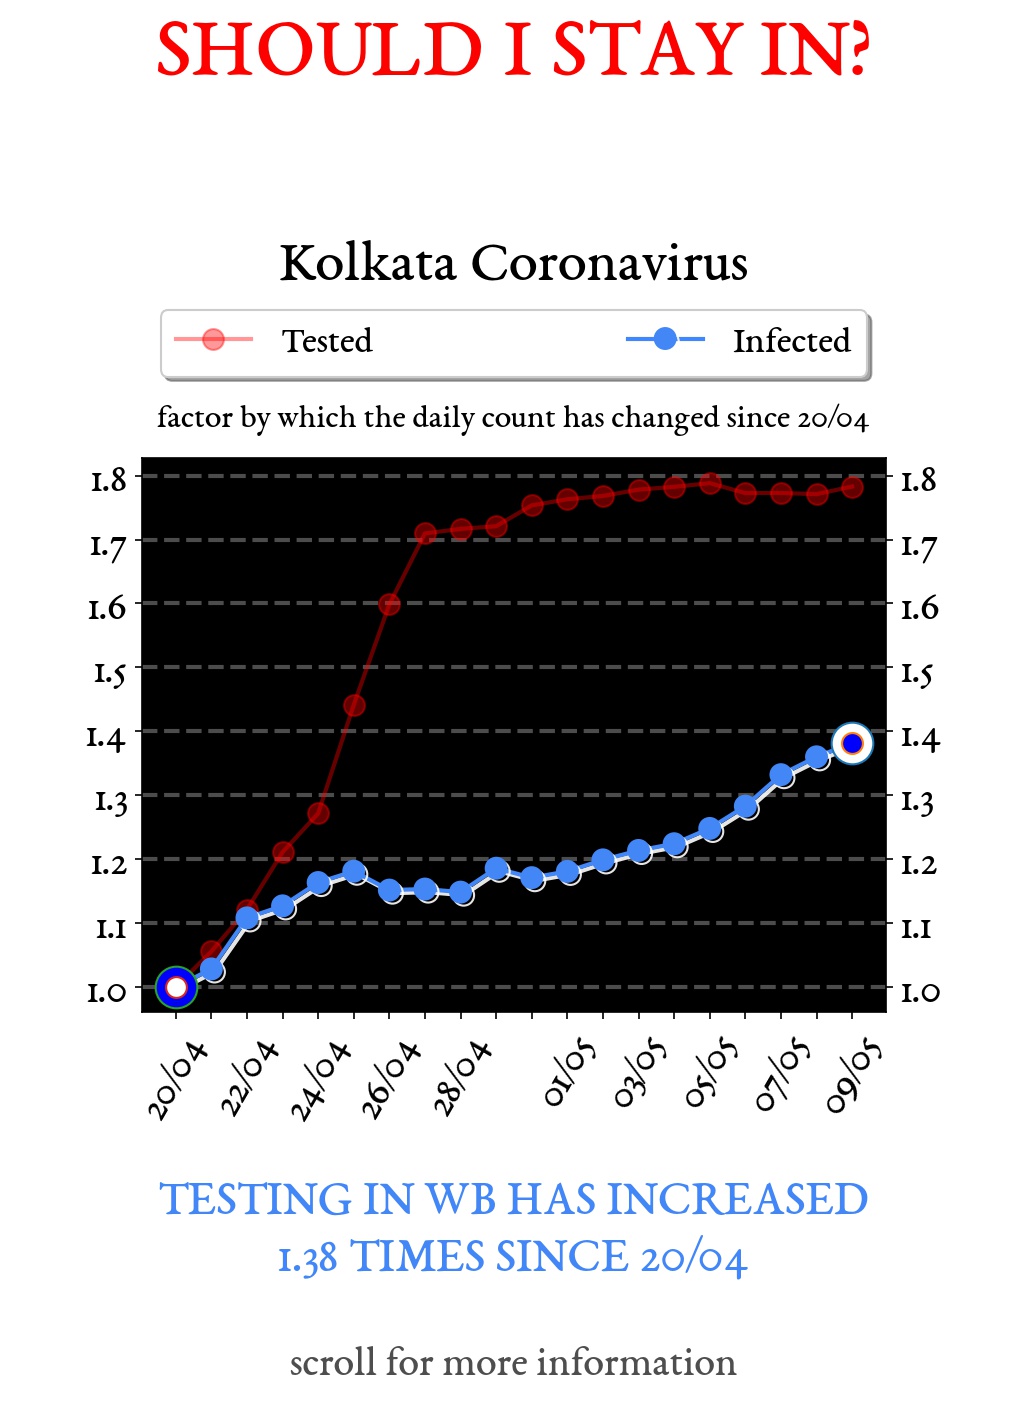 SHOULD I STAY IN?
Kolkata Coronavirus
Tested Infected
factor by which the daily count has changed since 20/04
1.8 1.8
1.7 1.7
1.6 1.6
1.5 1.5
1.4 1.4
1.3 1.3
1.2 1.2
1.1 1.1
1.0 1.0
20/04 22/04 24/04 26/04 28/04 01/05 03/05 05/05 07/05 09/05
TESTING IN WB HAS INCREASED
1.38 TIMES SINCE 20/04
scroll for more information